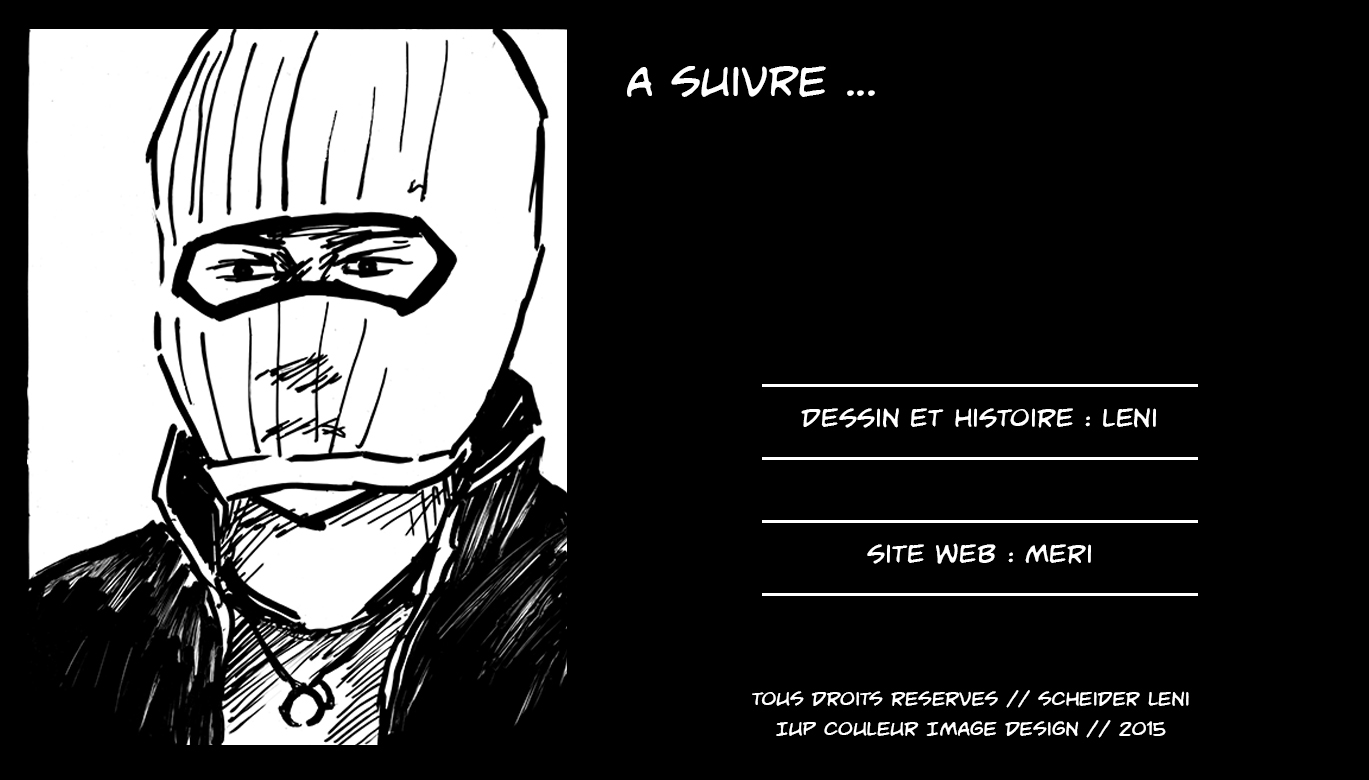 A SUIVRE ...
DESSIN ET HISTOIRE : LENI
SITE WEB : MERI
TOUS DROITS RESERVES // SCHEIDER LENI
IUP COULEUR IMAGE DESIGN // 2015